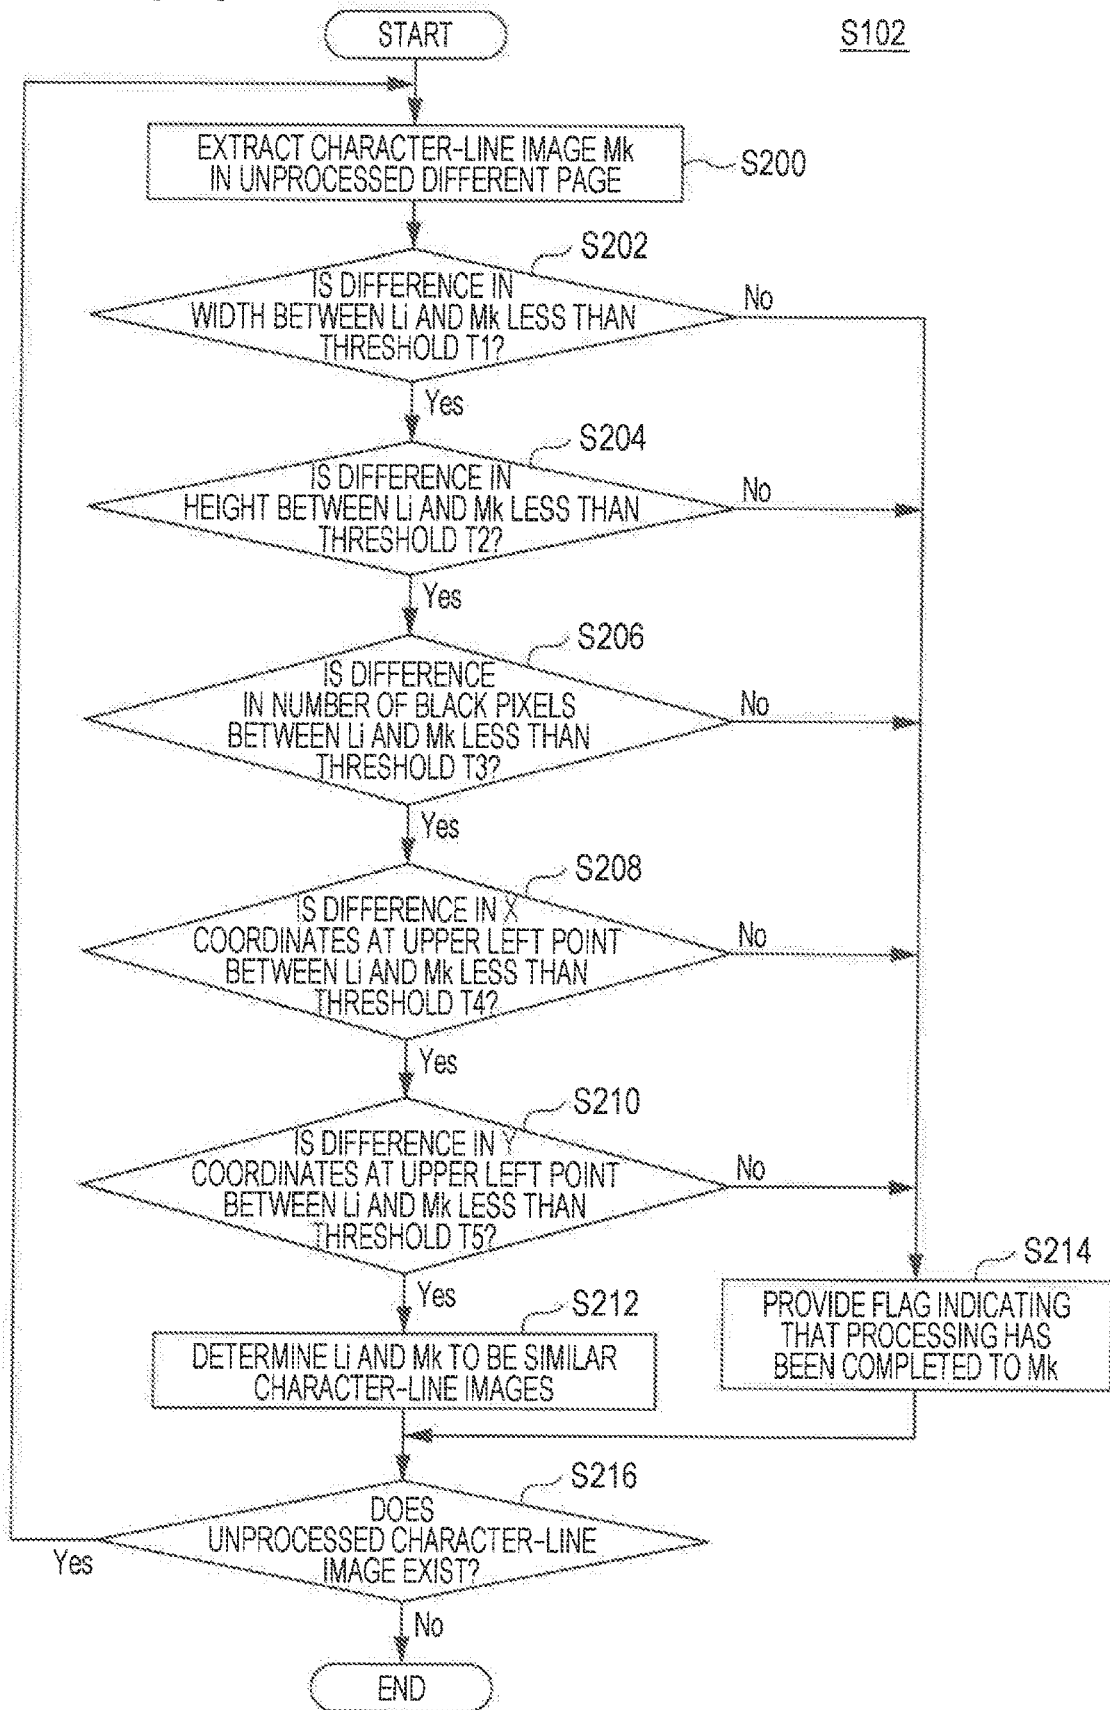 START
S102
EXTRACT CHARACTER-LINE IMAGE Mk
IN UNPROCESSED DIFFERENT PAGE
S200
S202
IS DIFFERENCE IN
WIDTH BETWEEN Li AND Mk LESS THAN
THRESHOLD T1?
No
Yes
S204
IS DIFFERENCE IN
HEIGHT BETWEEN Li AND Mk LESS THAN
THRESHOLD T2?
No
Yes
S206
IS DIFFERENCE
IN NUMBER OF BLACK PIXELS
BETWEEN Li AND Mk LESS THAN
THRESHOLD T3?
No
Yes
S208
IS DIFFERENCE IN X
COORDINATES AT UPPER LEFT POINT
BETWEEN Li AND Mk LESS THAN
THRESHOLD T4?
No
Yes
S210
IS DIFFERENCE IN Y
COORDINATES AT UPPER LEFT POINT
BETWEEN Li AND Mk LESS THAN
THRESHOLD T5?
No
Yes
S212
DETERMINE Li AND Mk TO BE SIMILAR
CHARACTER-LINE IMAGES
S214
PROVIDE FLAG INDICATING
THAT PROCESSING HAS
BEEN COMPLETED TO Mk
S216
DOES
UNPROCESSED CHARACTER-LINE
IMAGE EXIST?
Yes
No
END